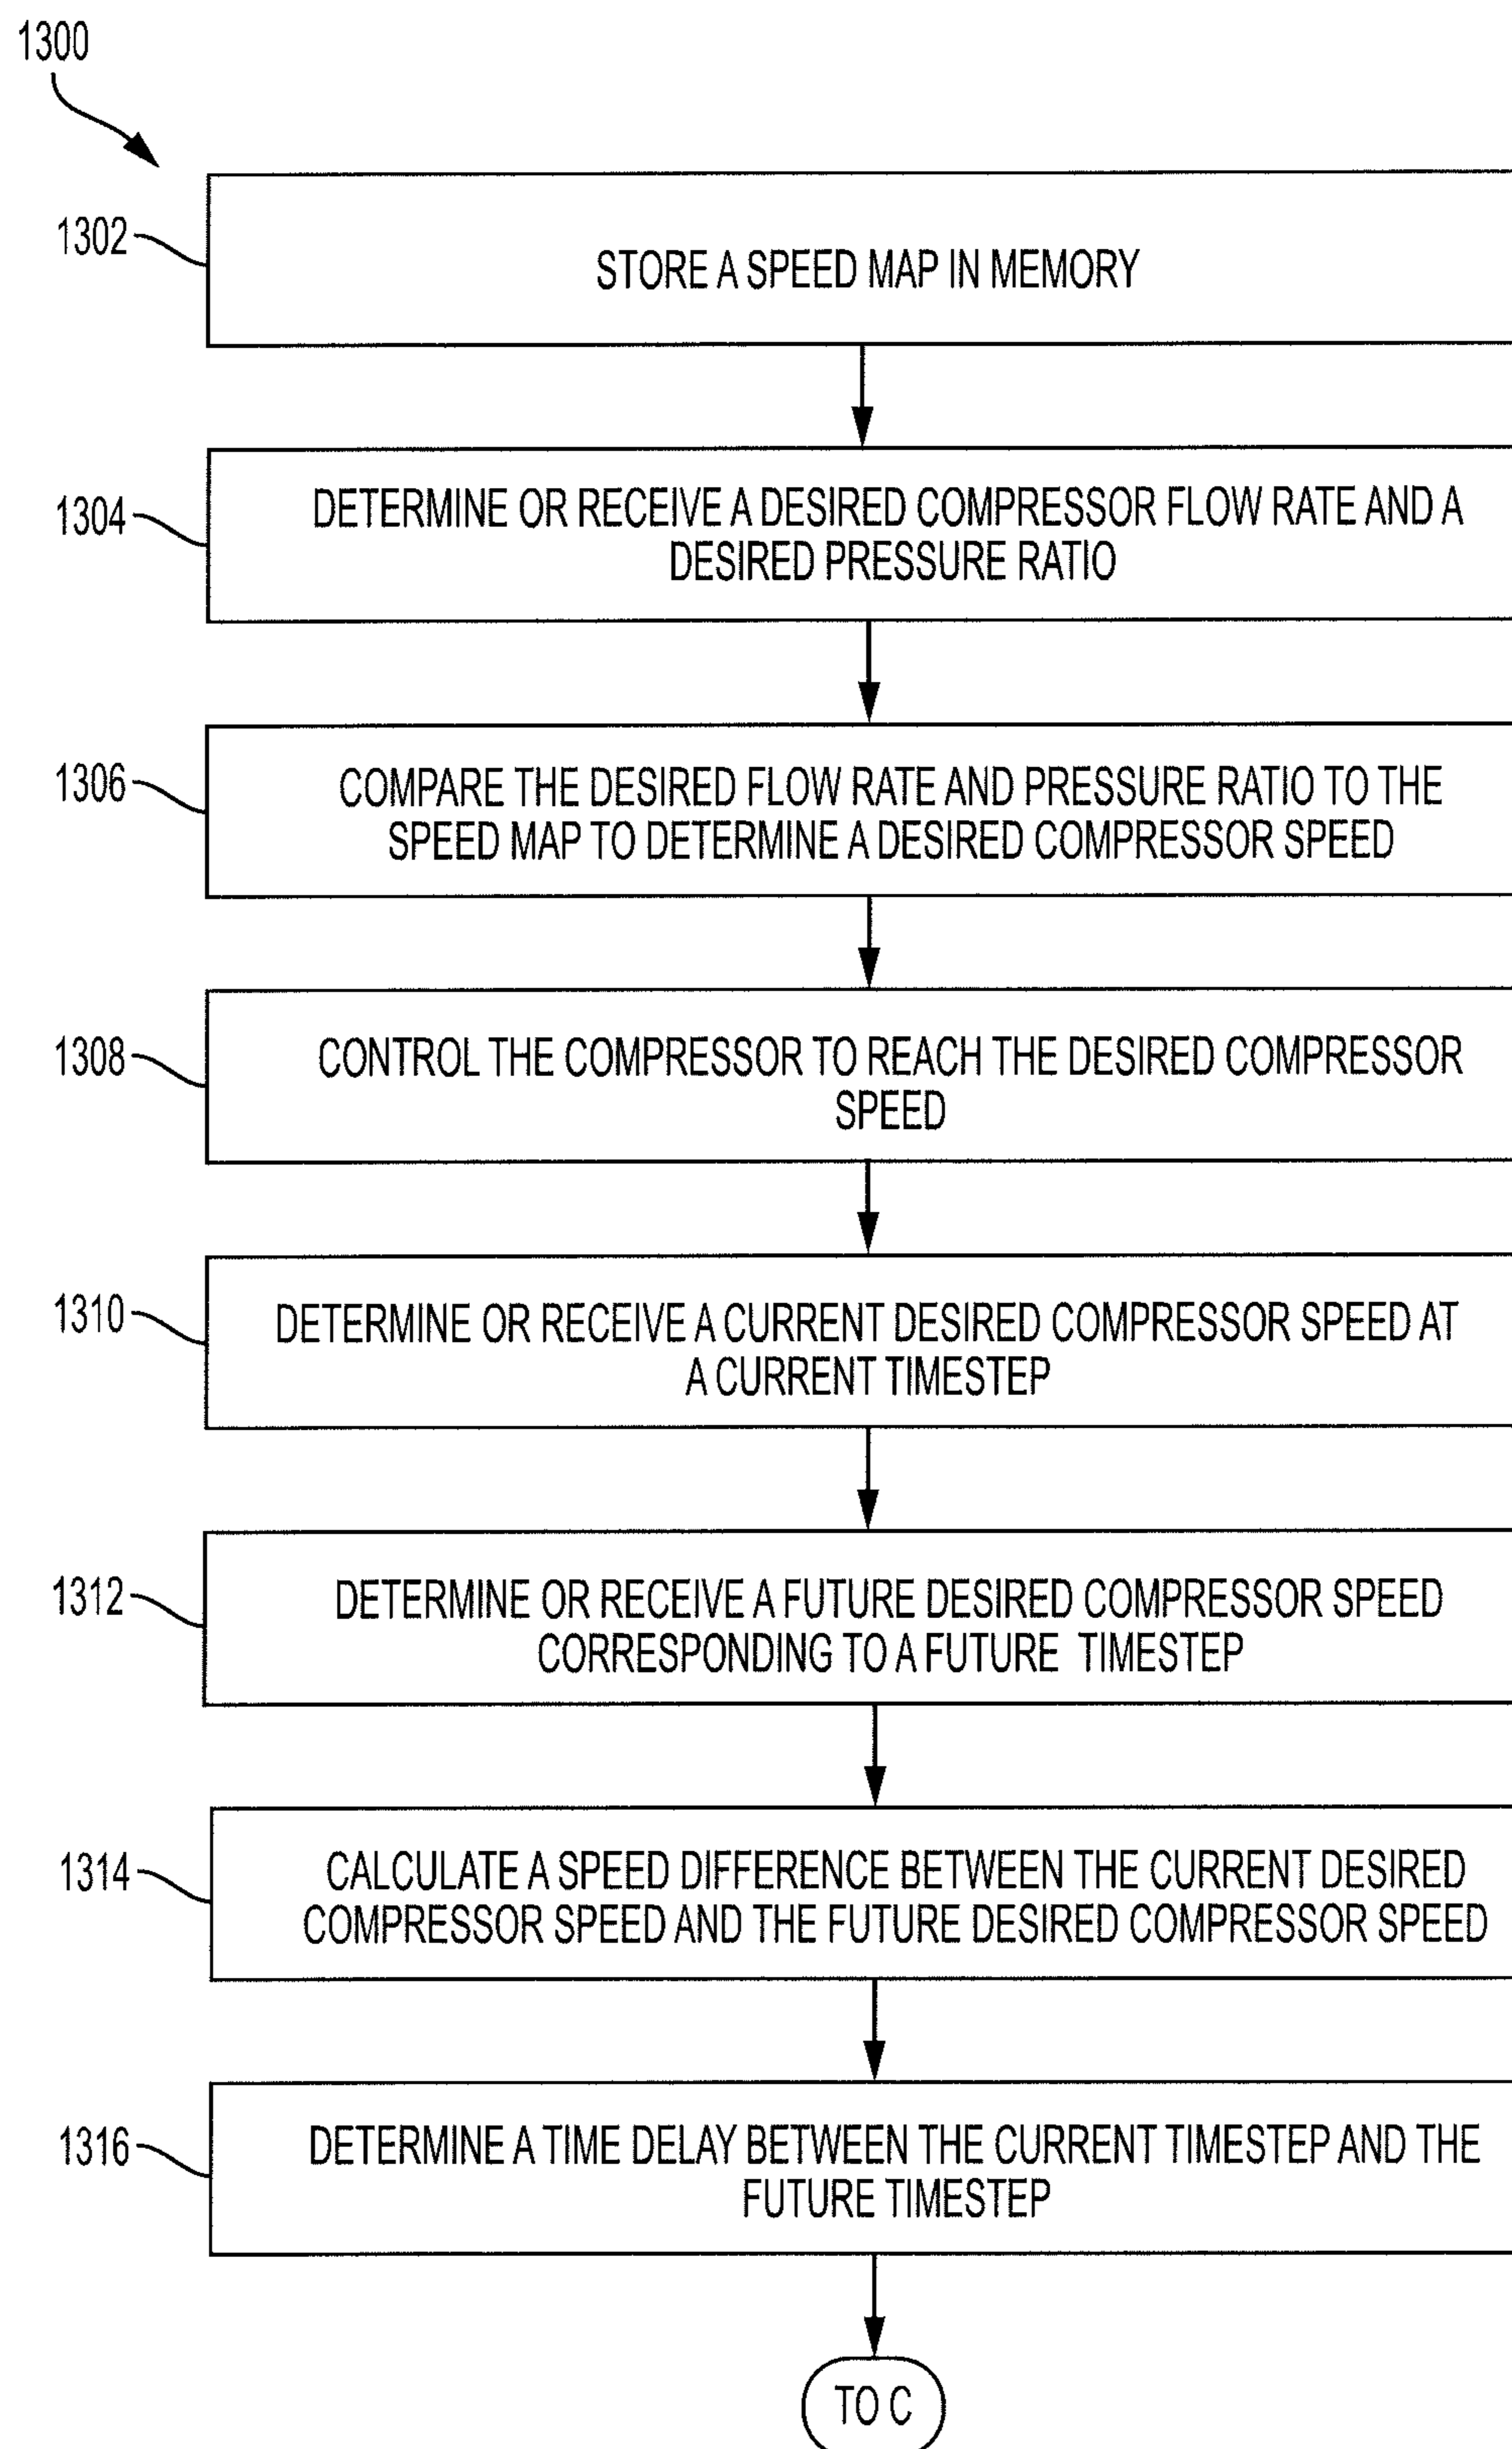 1300
1302
STORE A SPEED MAP IN MEMORY
1304
DETERMINE OR RECEIVE A DESIRED COMPRESSOR FLOW RATE AND A
DESIRED PRESSURE RATIO
1306
COMPARE THE DESIRED FLOW RATE AND PRESSURE RATIO TO THE
SPEED MAP TO DETERMINE A DESIRED COMPRESSOR SPEED
1308
CONTROL THE COMPRESSOR TO REACH THE DESIRED COMPRESSOR
SPEED
1310
DETERMINE OR RECEIVE A CURRENT DESIRED COMPRESSOR SPEED AT
A CURRENT TIMESTEP
1312
DETERMINE OR RECEIVE A FUTURE DESIRED COMPRESSOR SPEED
CORRESPONDING TO A FUTURE TIMESTEP
1314
CALCULATE A SPEED DIFFERENCE BETWEEN THE CURRENT DESIRED
COMPRESSOR SPEED AND THE FUTURE DESIRED COMPRESSOR SPEED
1316
DETERMINE A TIME DELAY BETWEEN THE CURRENT TIMESTEP AND THE
FUTURE TIMESTEP
TO C